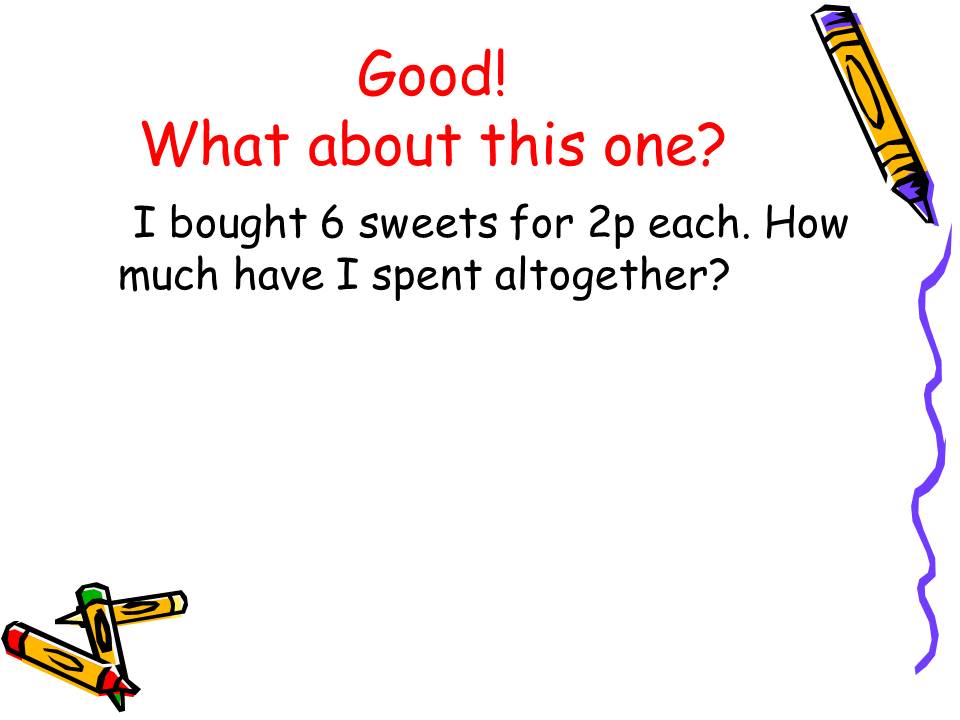 Good!
What about this one?
I bought 6 sweets for 2p each. How
much have I spent altogether?